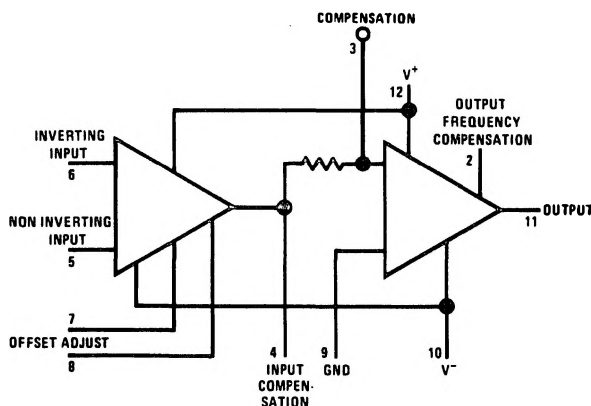 COMPENSATION
3
V+
12
OUTPUT
FREQUENCY
COMPENSATION
2
INVERTING
INPUT
6
NON INVERTING
INPUT
5
OUTPUT
11
7
OFFSET ADJUST
8
4
INPUT
COMPEN-
SATION
9
GND
10
V-